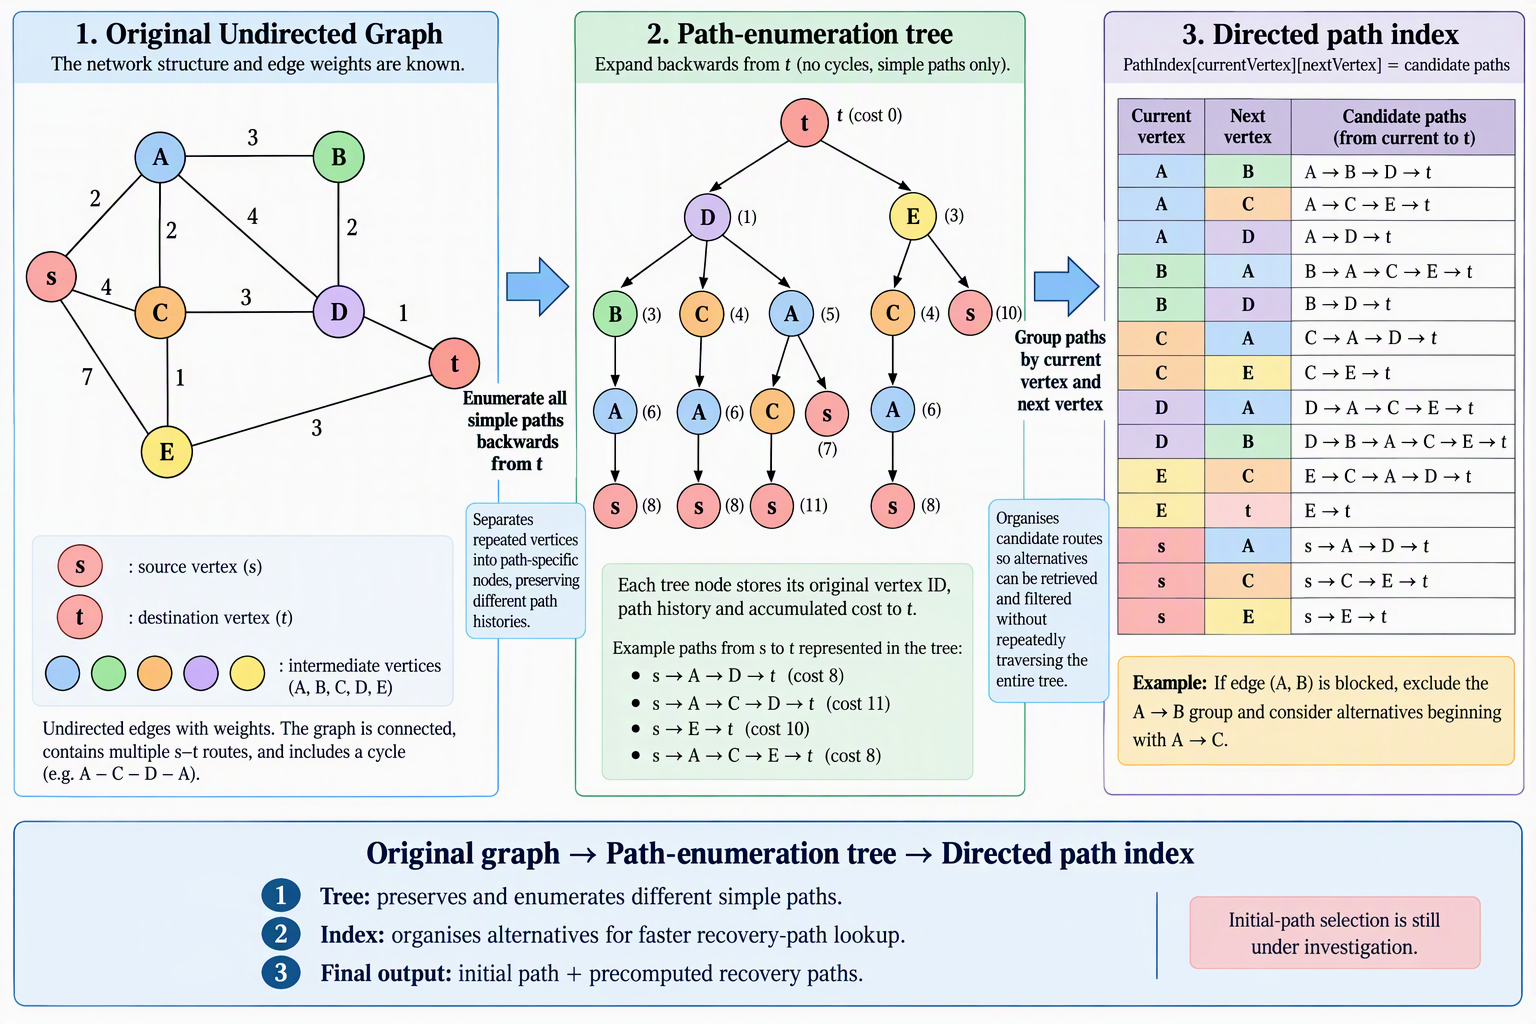 1. Original Undirected Graph
The network structure and edge weights are known.
A
3
B
2
2
4
2
s
4
C
3
D
1
t
7
1
3
E
s
: source vertex (s)
t
: destination vertex (t)
: intermediate vertices
(A, B, C, D, E)
Undirected edges with weights. The graph is connected,
contains multiple s–t routes, and includes a cycle
(e.g. A – C – D – A).
Enumerate all
simple paths
backwards
from t
Separates
repeated vertices
into path-specific
nodes, preserving
different path
histories.
2. Path-enumeration tree
Expand backwards from t (no cycles, simple paths only).
t
t (cost 0)
D (1)
E (3)
B (3)
C (4)
A (5)
C (4)
s (10)
A (6)
A (6)
C
s
(7)
A (6)
s (8)
s (8)
s (11)
s (8)
Each tree node stores its original vertex ID,
path history and accumulated cost to t.
Example paths from s to t represented in the tree:
• s → A → D → t (cost 8)
• s → A → C → D → t (cost 11)
• s → E → t (cost 10)
• s → A → C → E → t (cost 8)
Group paths
by current
vertex and
next vertex
Organises
candidate routes
so alternatives
can be retrieved
and filtered
without
repeatedly
traversing the
entire tree.
3. Directed path index
PathIndex[currentVertex][nextVertex] = candidate paths
Current vertex
Next vertex
Candidate paths (from current to t)
A B A → B → D → t
A C A → C → E → t
A D A → D → t
B A B → A → C → E → t
B D B → D → t
C A C → A → D → t
C E C → E → t
D A D → A → C → E → t
D B D → B → A → C → E → t
E C E → C → A → D → t
E t E → t
s A s → A → D → t
s C s → C → E → t
s E s → E → t
Example: If edge (A, B) is blocked, exclude the
A → B group and consider alternatives beginning
with A → C.
Original graph → Path-enumeration tree → Directed path index
1 Tree: preserves and enumerates different simple paths.
2 Index: organises alternatives for faster recovery-path lookup.
3 Final output: initial path + precomputed recovery paths.
Initial-path selection is still
under investigation.